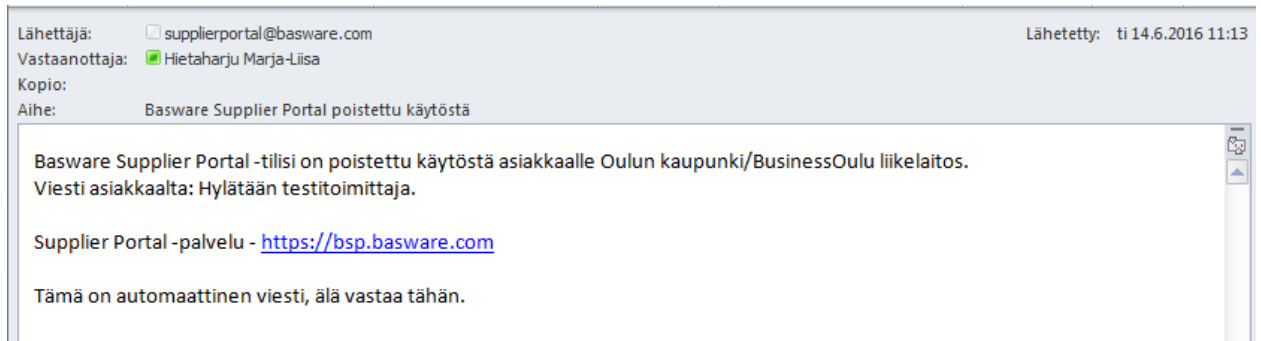 Lähettäjä: supplierportal@basware.com Lähetetty: ti 14.6.2016 11:13
Vastaanottaja: Hietaharju Marja-Liisa
Kopio:
Aihe: Basware Supplier Portal poistettu käytöstä
Basware Supplier Portal -tilisi on poistettu käytöstä asiakkaalle Oulun kaupunki/BusinessOulu liikelaitos.
Viesti asiakkaalta: Hylätään testitoimittaja.
Supplier Portal -palvelu - https://bsp.basware.com
Tämä on automaattinen viesti, älä vastaa tähän.